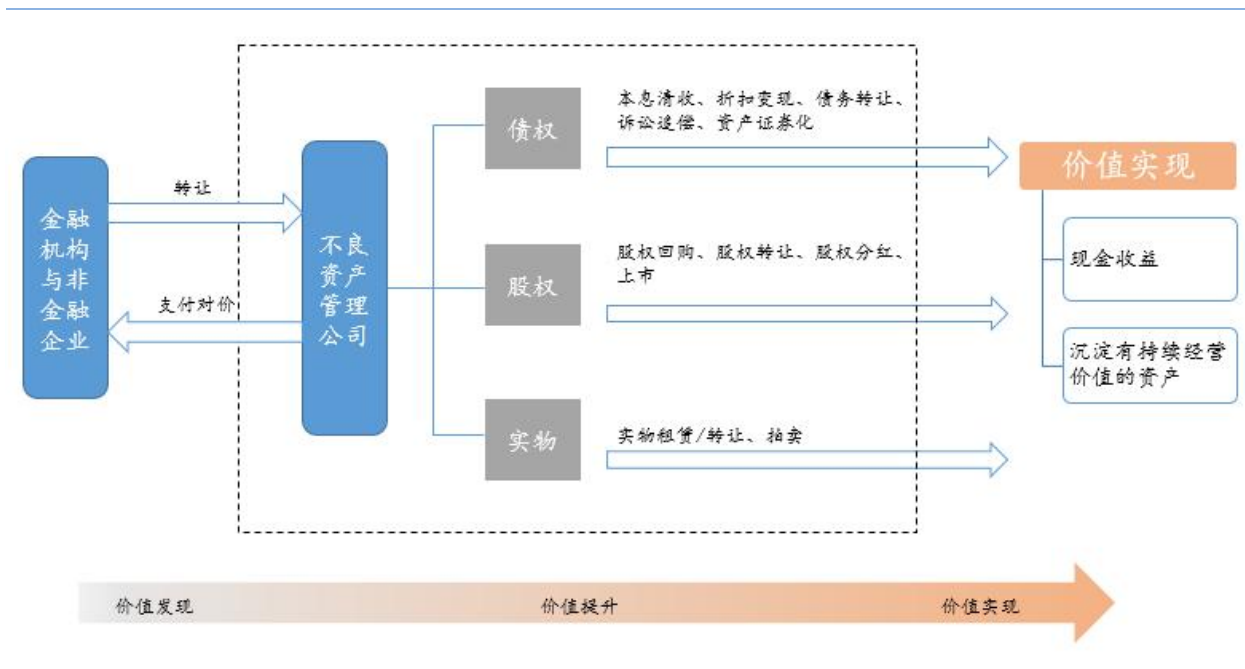 金融
机构
与非
金融
企业
转让
支付对价
不良
资产
管理
公司
债权
本息清收、折扣变现、债务转让、
诉讼追偿、资产证券化
股权
股权回购、股权转让、股权分红、
上市
实物
实物租赁/转让、拍卖
价值实现
现金收益
沉淀有持续经营
价值的资产
价值发现
价值提升
价值实现